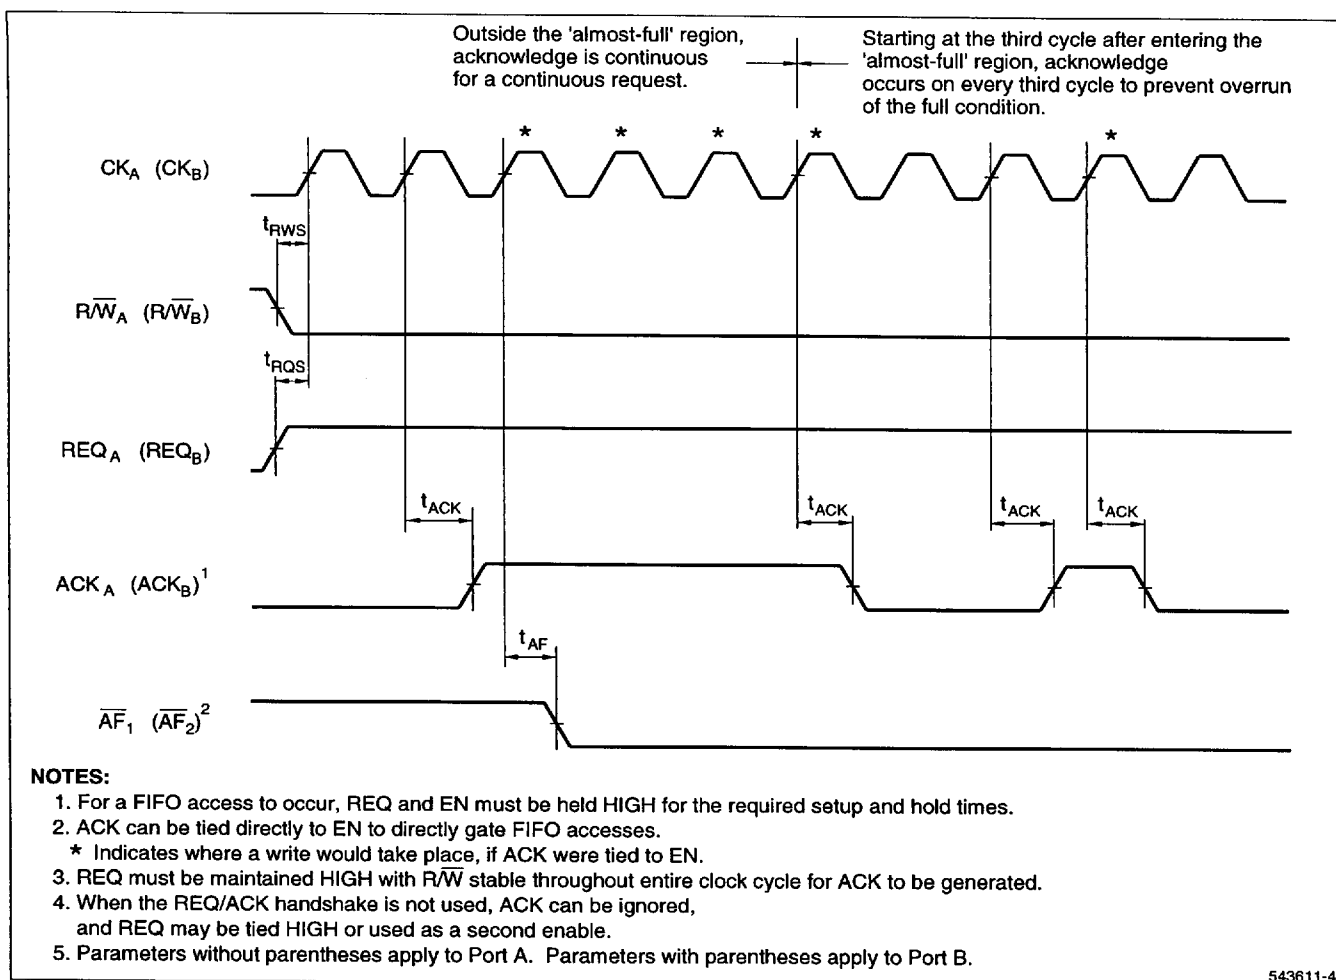 Outside the 'almost-full' region,
acknowledge is continuous
for a continuous request.
Starting at the third cycle after entering the
'almost-full' region, acknowledge
occurs on every third cycle to prevent overrun
of the full condition.
* * * * *
CKA (CKB)
tRWS
R/W̅A (R/W̅B)
tRQS
REQA (REQB)
tACK tACK tACK tACK
ACKA (ACKB)1
tAF
A̅F̅1 (A̅F̅2)2
NOTES:
1. For a FIFO access to occur, REQ and EN must be held HIGH for the required setup and hold times.
2. ACK can be tied directly to EN to directly gate FIFO accesses.
* Indicates where a write would take place, if ACK were tied to EN.
3. REQ must be maintained HIGH with R/W̅ stable throughout entire clock cycle for ACK to be generated.
4. When the REQ/ACK handshake is not used, ACK can be ignored,
and REQ may be tied HIGH or used as a second enable.
5. Parameters without parentheses apply to Port A. Parameters with parentheses apply to Port B.
543611-4